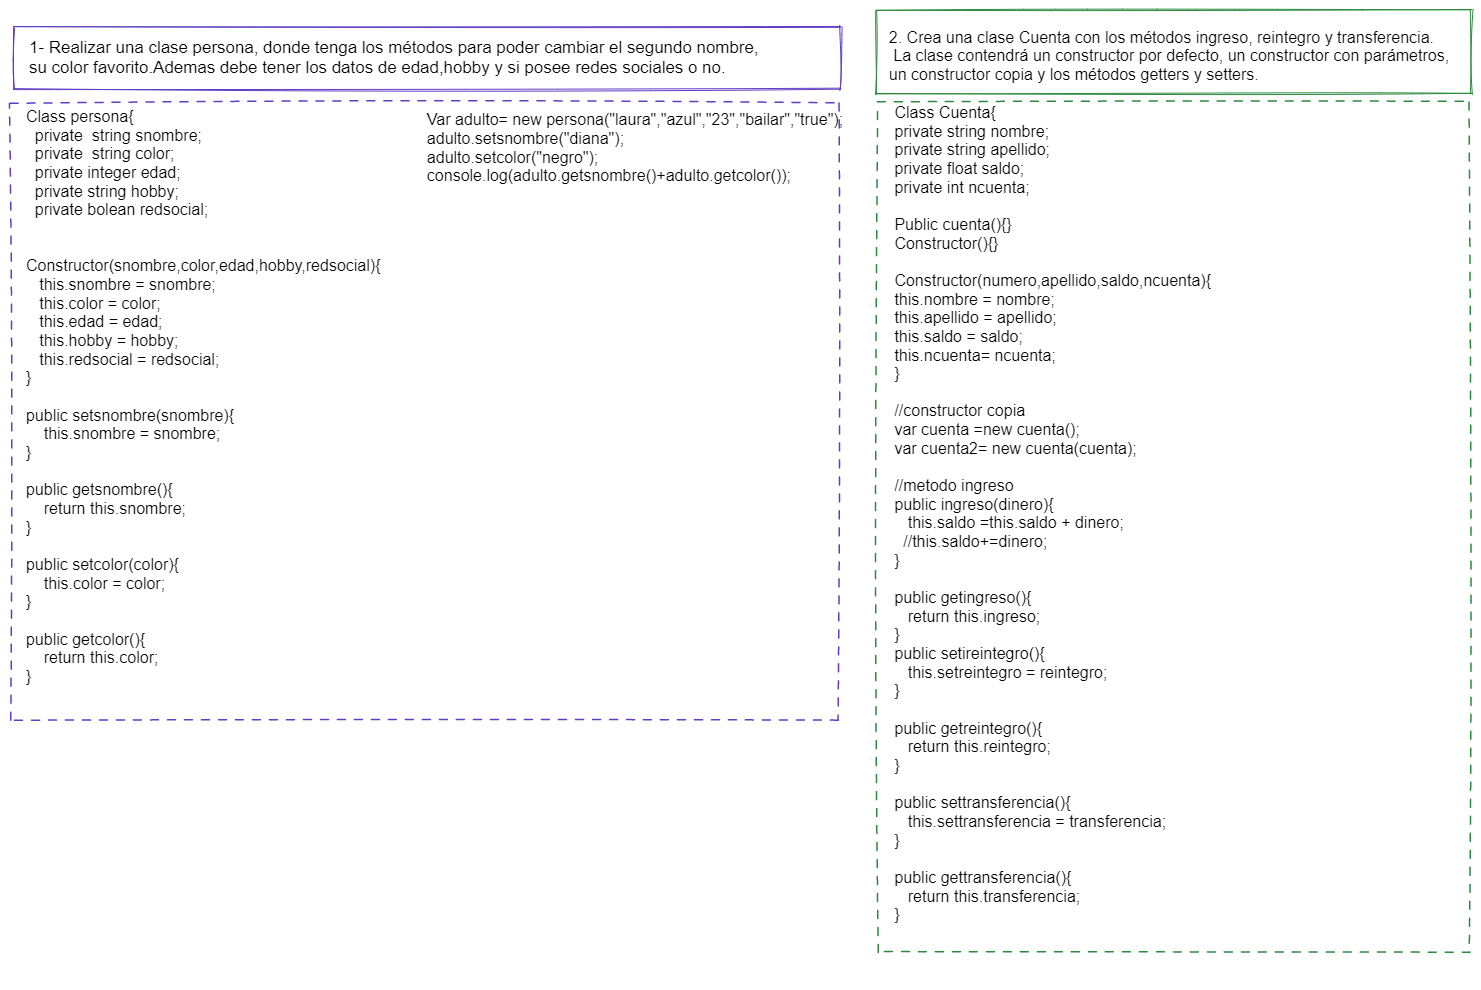 1- Realizar una clase persona, donde tenga los métodos para poder cambiar el segundo nombre,
su color favorito.Ademas debe tener los datos de edad,hobby y si posee redes sociales o no.
Class persona{
private  string snombre;
private  string color;
private integer edad;
private string hobby;
private bolean redsocial;
Constructor(snombre,color,edad,hobby,redsocial){
this.snombre = snombre;
this.color = color;
this.edad = edad;
this.hobby = hobby;
this.redsocial = redsocial;
}
public setsnombre(snombre){
this.snombre = snombre;
}
public getsnombre(){
return this.snombre;
}
public setcolor(color){
this.color = color;
}
public getcolor(){
return this.color;
}
Var adulto= new persona("laura","azul","23","bailar","true");
adulto.setsnombre("diana");
adulto.setcolor("negro");
console.log(adulto.getsnombre()+adulto.getcolor());
2. Crea una clase Cuenta con los métodos ingreso, reintegro y transferencia.
La clase contendrá un constructor por defecto, un constructor con parámetros,
un constructor copia y los métodos getters y setters.
Class Cuenta{
private string nombre;
private string apellido;
private float saldo;
private int ncuenta;
Public cuenta(){}
Constructor(){}
Constructor(numero,apellido,saldo,ncuenta){
this.nombre = nombre;
this.apellido = apellido;
this.saldo = saldo;
this.ncuenta= ncuenta;
}
//constructor copia
var cuenta =new cuenta();
var cuenta2= new cuenta(cuenta);
//metodo ingreso
public ingreso(dinero){
this.saldo =this.saldo + dinero;
//this.saldo+=dinero;
}
public getingreso(){
return this.ingreso;
}
public setireintegro(){
this.setreintegro = reintegro;
}
public getreintegro(){
return this.reintegro;
}
public settransferencia(){
this.settransferencia = transferencia;
}
public gettransferencia(){
return this.transferencia;
}